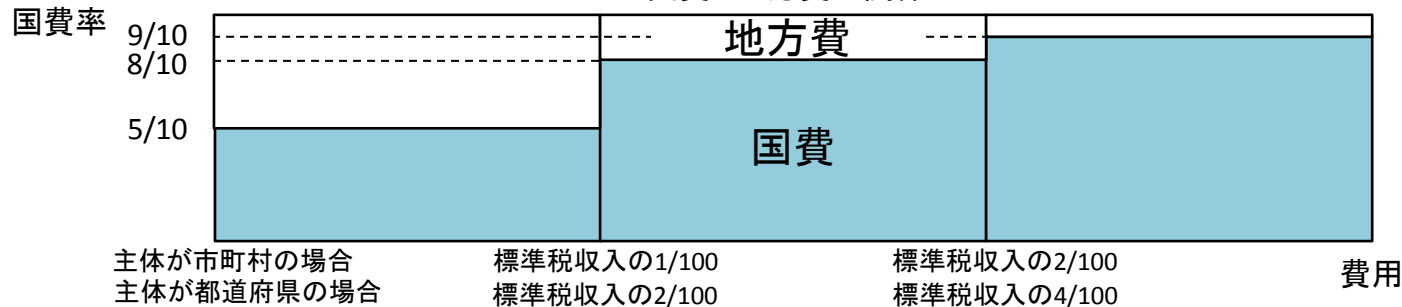 国費率
9/10
地方費
8/10
5/10
国費
主体が市町村の場合 標準税収入の1/100 標準税収入の2/100
主体が都道府県の場合 標準税収入の2/100 標準税収入の4/100
費用